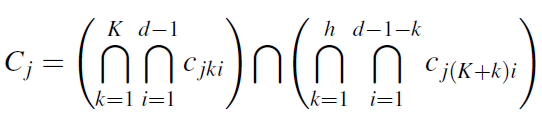 C_j = \left( \bigcap_{k=1}^{K} \bigcap_{i=1}^{d-1} c_{jki} \right) \bigcap \left( \bigcap_{k=1}^{h} \bigcap_{i=1}^{d-1-k} c_{j(K+k)i} \right)